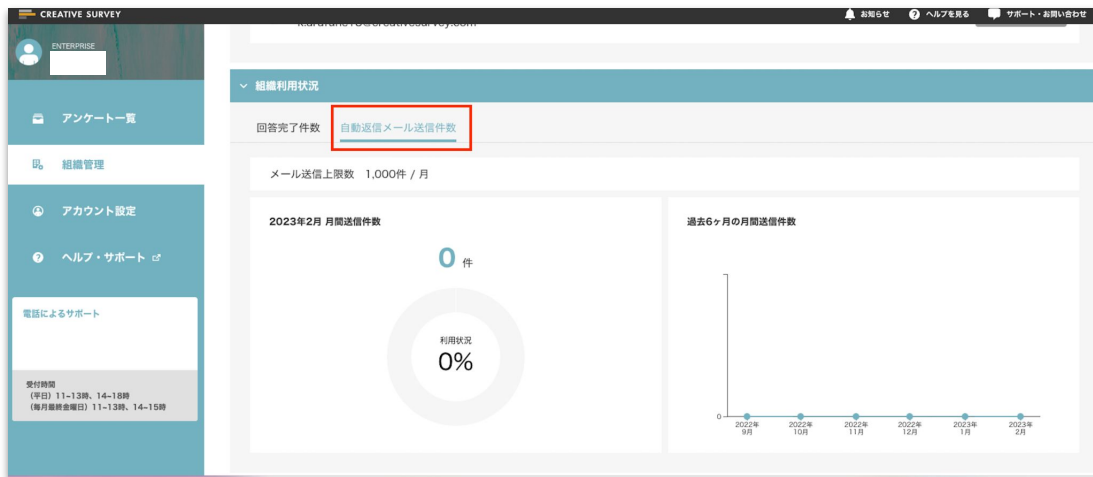 CREATIVE SURVEY
お知らせ
ヘルプを見る
サポート・お問い合わせ
ENTERPRISE
アンケート一覧
組織管理
アカウント設定
ヘルプ・サポート
電話によるサポート
受付時間
（平日）11~13時、14~18時
（毎月最終金曜日）11~13時、14~15時
組織利用状況
回答完了件数 自動返信メール送信件数
メール送信上限数 1,000件 / 月
2023年2月 月間送信件数
0 件
利用状況
0%
過去6ヶ月の月間送信件数
0
2022年
9月
2022年
10月
2022年
11月
2022年
12月
2023年
1月
2023年
2月